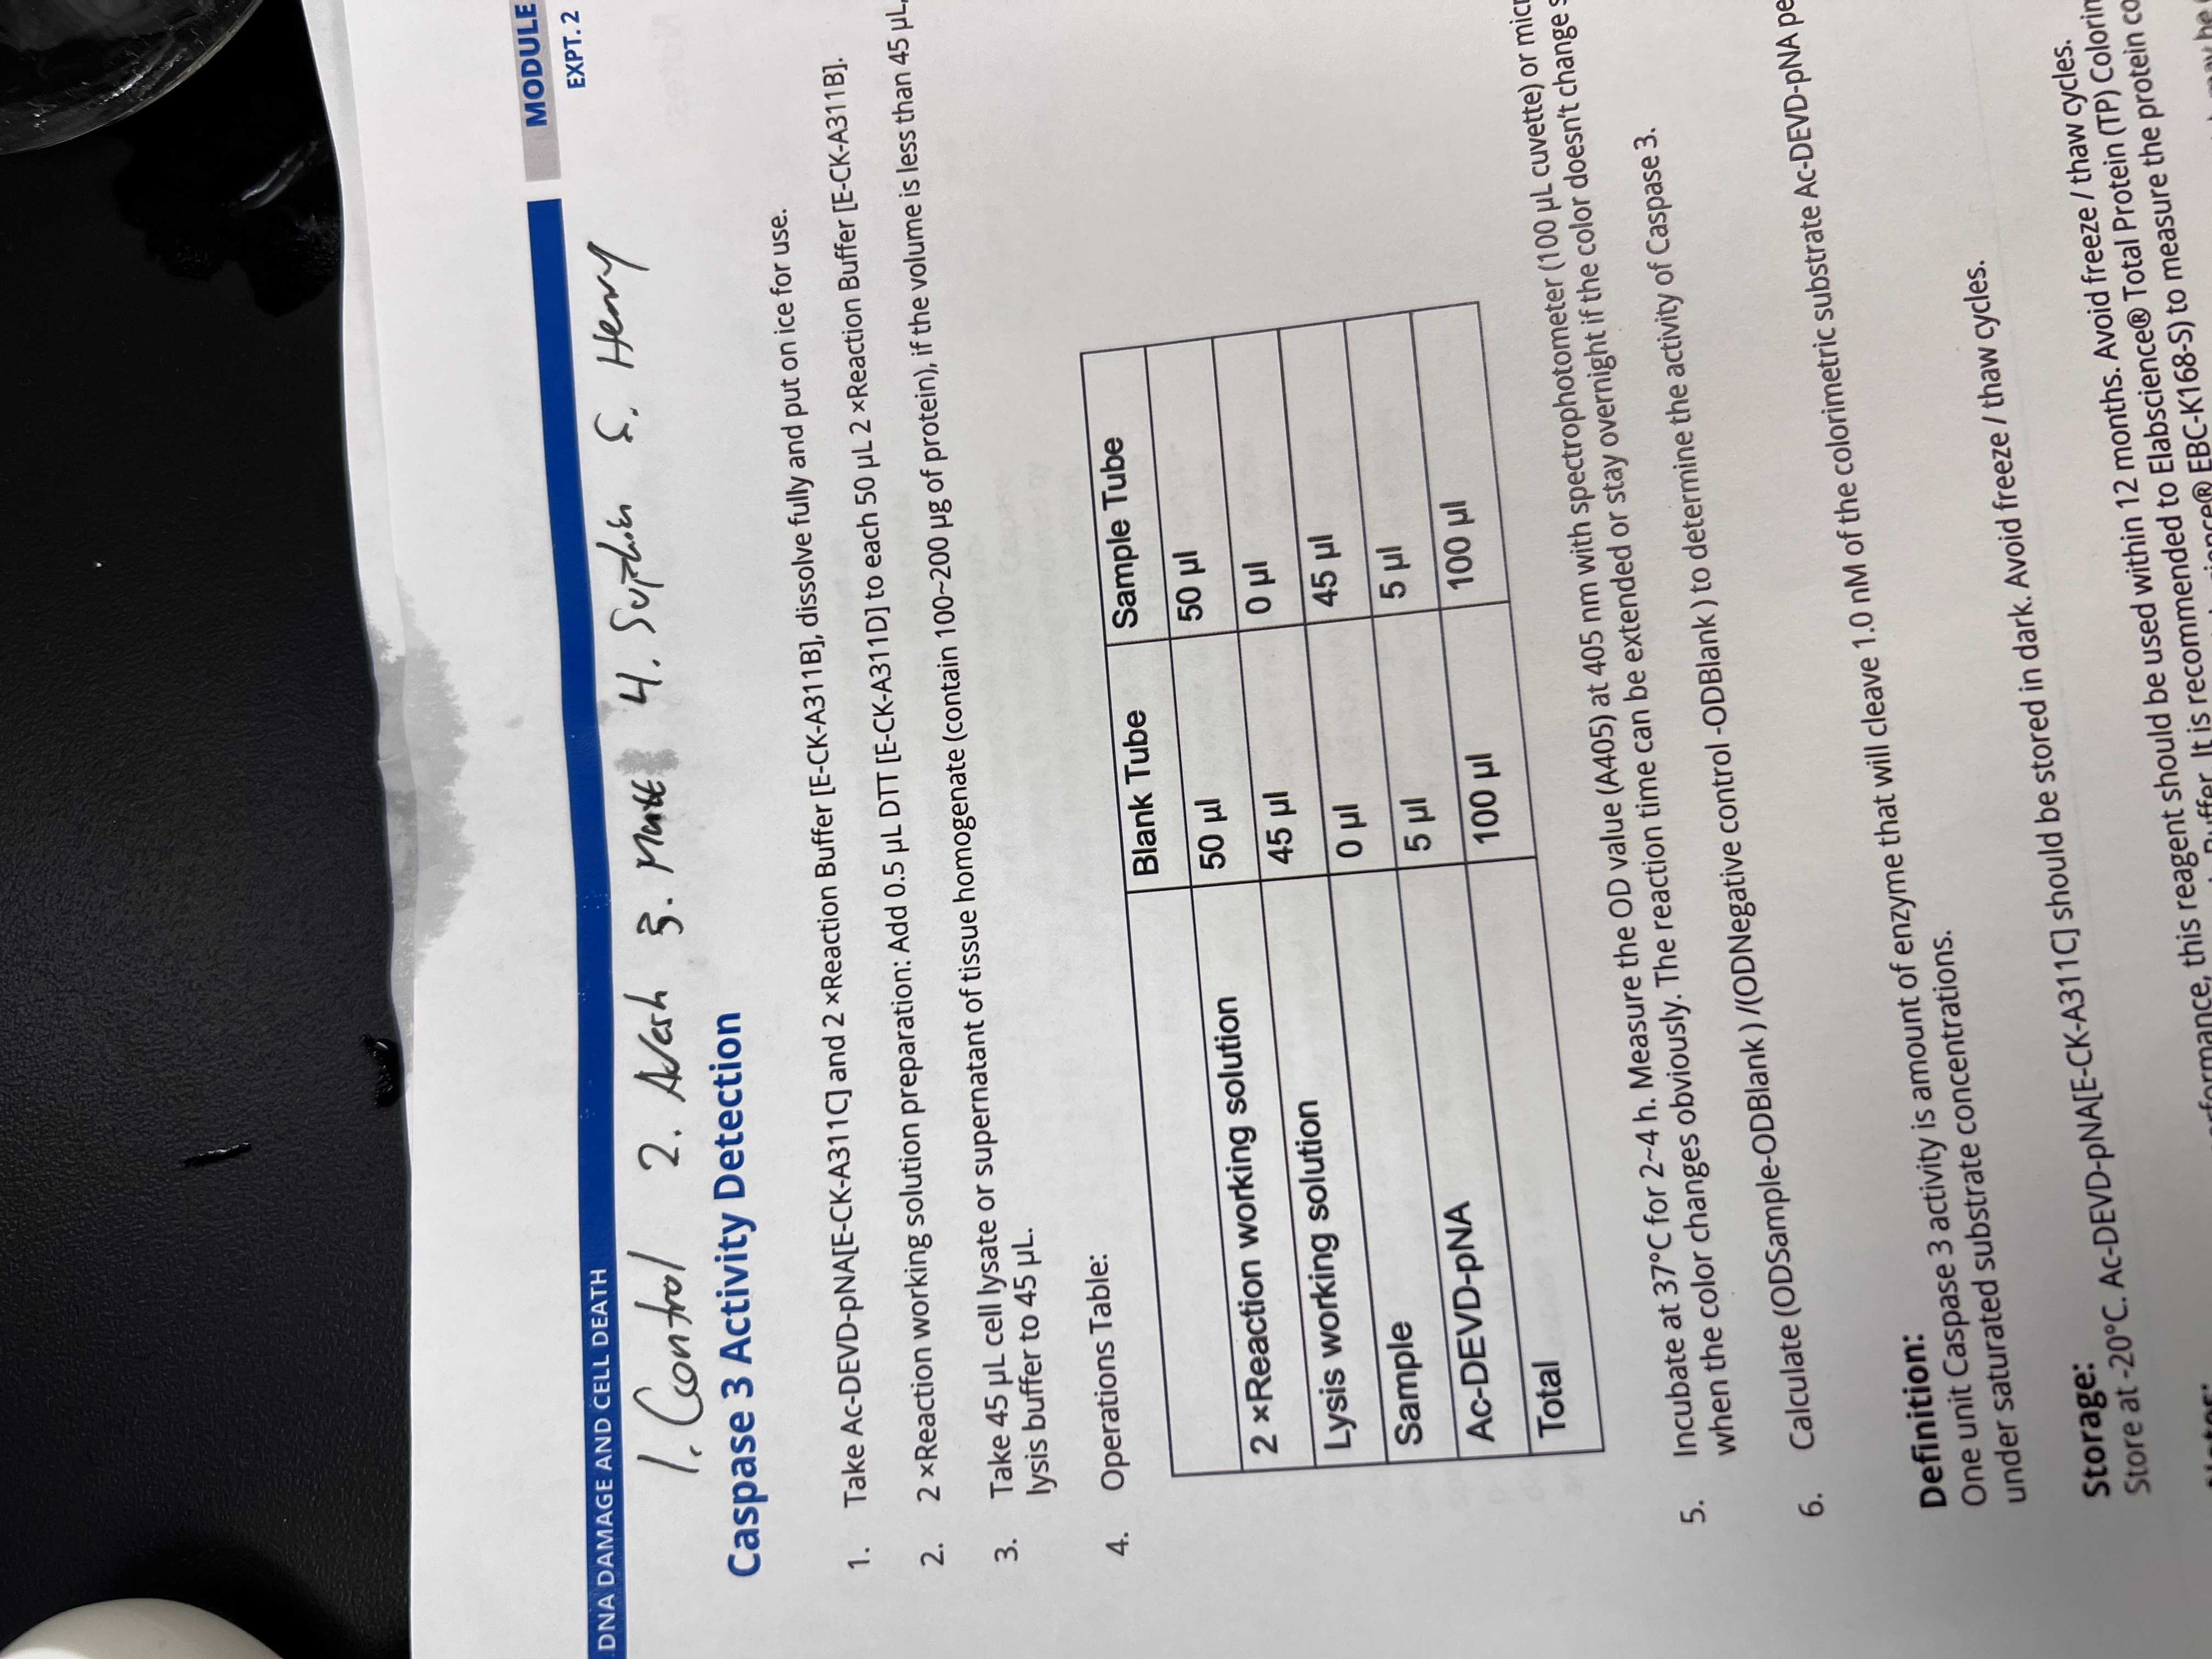 MODULE
DNA DAMAGE AND CELL DEATH
EXPT. 2
1. Control 2. Avesh 3. Matt 4. Sophia 5. Henry
Caspase 3 Activity Detection
1. Take Ac-DEVD-pNA[E-CK-A311C] and 2 ×Reaction Buffer [E-CK-A311B], dissolve fully and put on ice for use.
2. 2 ×Reaction working solution preparation: Add 0.5 µL DTT [E-CK-A311D] to each 50 µL 2 ×Reaction Buffer [E-CK-A311B].
3. Take 45 µL cell lysate or supernatant of tissue homogenate (contain 100~200 µg of protein), if the volume is less than 45 µL,
lysis buffer to 45 µL.
4. Operations Table:
Blank Tube Sample Tube
2 ×Reaction working solution 50 µl 50 µl
Lysis working solution 45 µl 0 µl
Sample 0 µl 45 µl
Ac-DEVD-pNA 5 µl 5 µl
Total 100 µl 100 µl
5. Incubate at 37°C for 2~4 h. Measure the OD value (A405) at 405 nm with spectrophotometer (100 µL cuvette) or micr
when the color changes obviously. The reaction time can be extended or stay overnight if the color doesn't change s
6. Calculate (ODSample-ODBlank ) /(ODNegative control -ODBlank ) to determine the activity of Caspase 3.
Definition:
One unit Caspase 3 activity is amount of enzyme that will cleave 1.0 nM of the colorimetric substrate Ac-DEVD-pNA pe
under saturated substrate concentrations.
Storage:
Store at -20°C. Ac-DEVD-pNA[E-CK-A311C] should be stored in dark. Avoid freeze / thaw cycles.
Notes:
rformance, this reagent should be used within 12 months. Avoid freeze / thaw cycles.
Buffer. It is recommended to Elabscience® Total Protein (TP) Colorim
ience® EBC-K168-S) to measure the protein co
may be